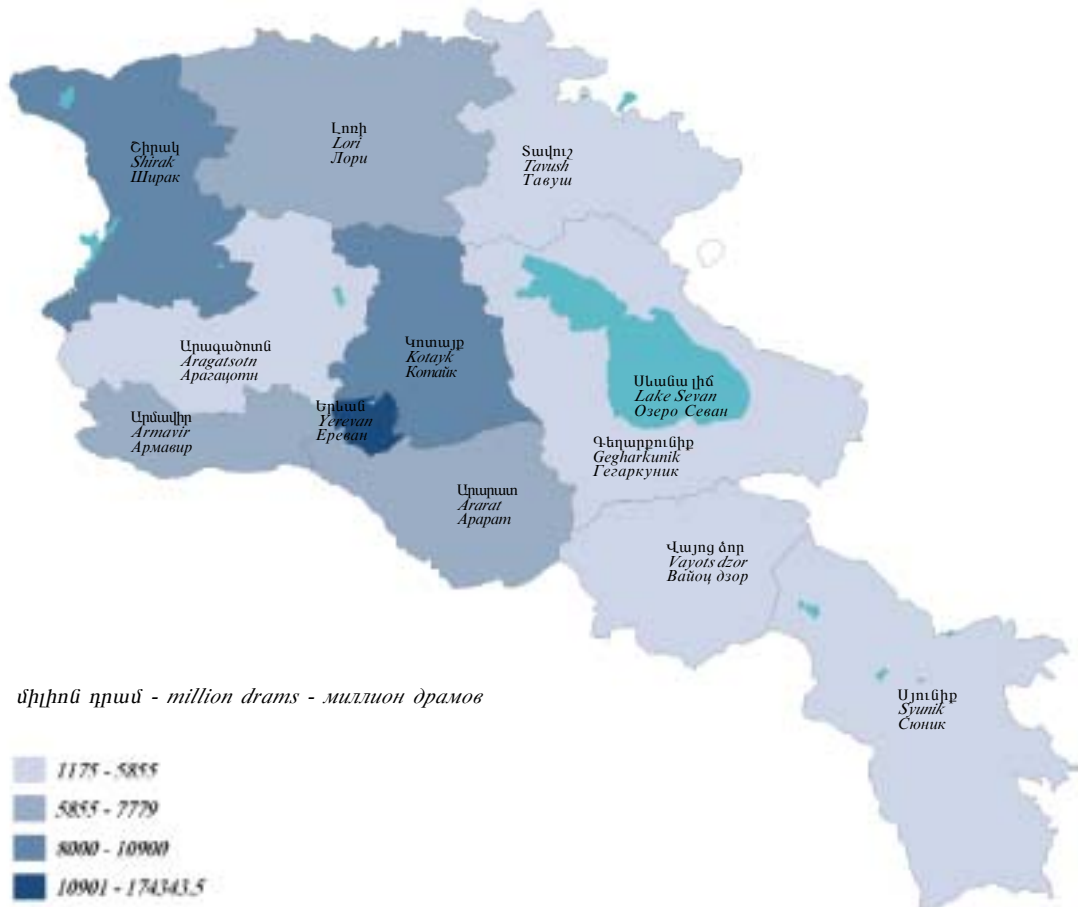 Շիրակ
Shirak
Ширак
Լոռի
Lori
Лори
Տավուշ
Tavush
Тавуш
Արագածոտն
Aragatsotn
Арагацотн
Կոտայք
Kotayk
Котайк
Սևանա լիճ
Lake Sevan
Озеро Севан
Արմավիր
Armavir
Армавир
Երևան
Yerevan
Ереван
Գեղարքունիք
Gegharkunik
Гегаркуник
Արարատ
Ararat
Арарат
Վայոց ձոր
Vayots dzor
Вайоц дзор
Սյունիք
Syunik
Сюник
միլիոն դրամ - million drams - миллион драмов
1175 - 5855
5855 - 7779
8000 - 10900
10901 - 174343.5